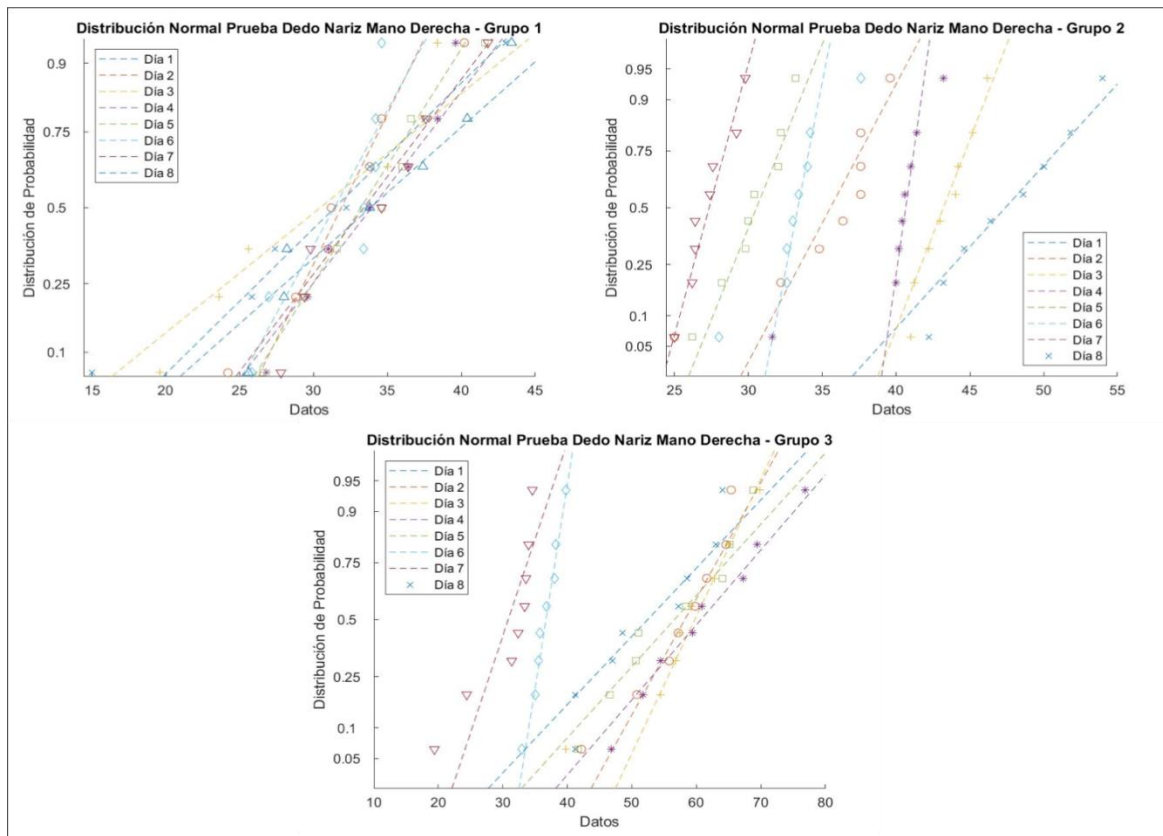 Distribución Normal Prueba Dedo Nariz Mano Derecha - Grupo 1
0.9
0.75
0.5
0.25
0.1
Distribución de Probabilidad
Día 1
Día 2
Día 3
Día 4
Día 5
Día 6
Día 7
Día 8
15 20 25 30 35 40 45
Datos
Distribución Normal Prueba Dedo Nariz Mano Derecha - Grupo 2
0.95
0.9
0.75
0.5
0.25
0.1
0.05
Distribución de Probabilidad
Día 1
Día 2
Día 3
Día 4
Día 5
Día 6
Día 7
Día 8
25 30 35 40 45 50 55
Datos
Distribución Normal Prueba Dedo Nariz Mano Derecha - Grupo 3
0.95
0.9
0.75
0.5
0.25
0.1
0.05
Distribución de Probabilidad
Día 1
Día 2
Día 3
Día 4
Día 5
Día 6
Día 7
Día 8
10 20 30 40 50 60 70 80
Datos